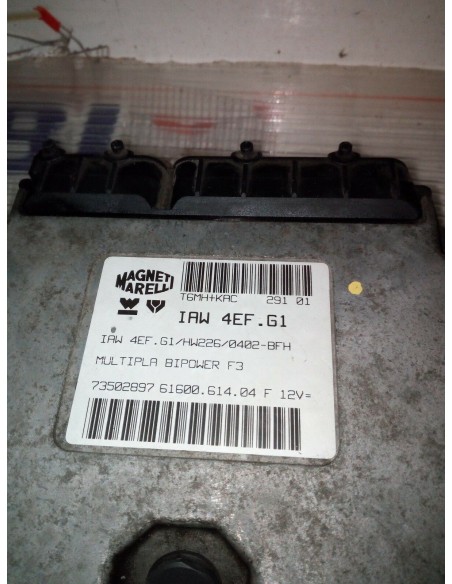 MAGNETI
MARELLI
T6MH+KAC 291 01
IAW 4EF.G1
IAW 4EF.G1/HW226/0402-BFH
MULTIPLA BIPOWER F3
73502897 61600.614.04 F 12V=